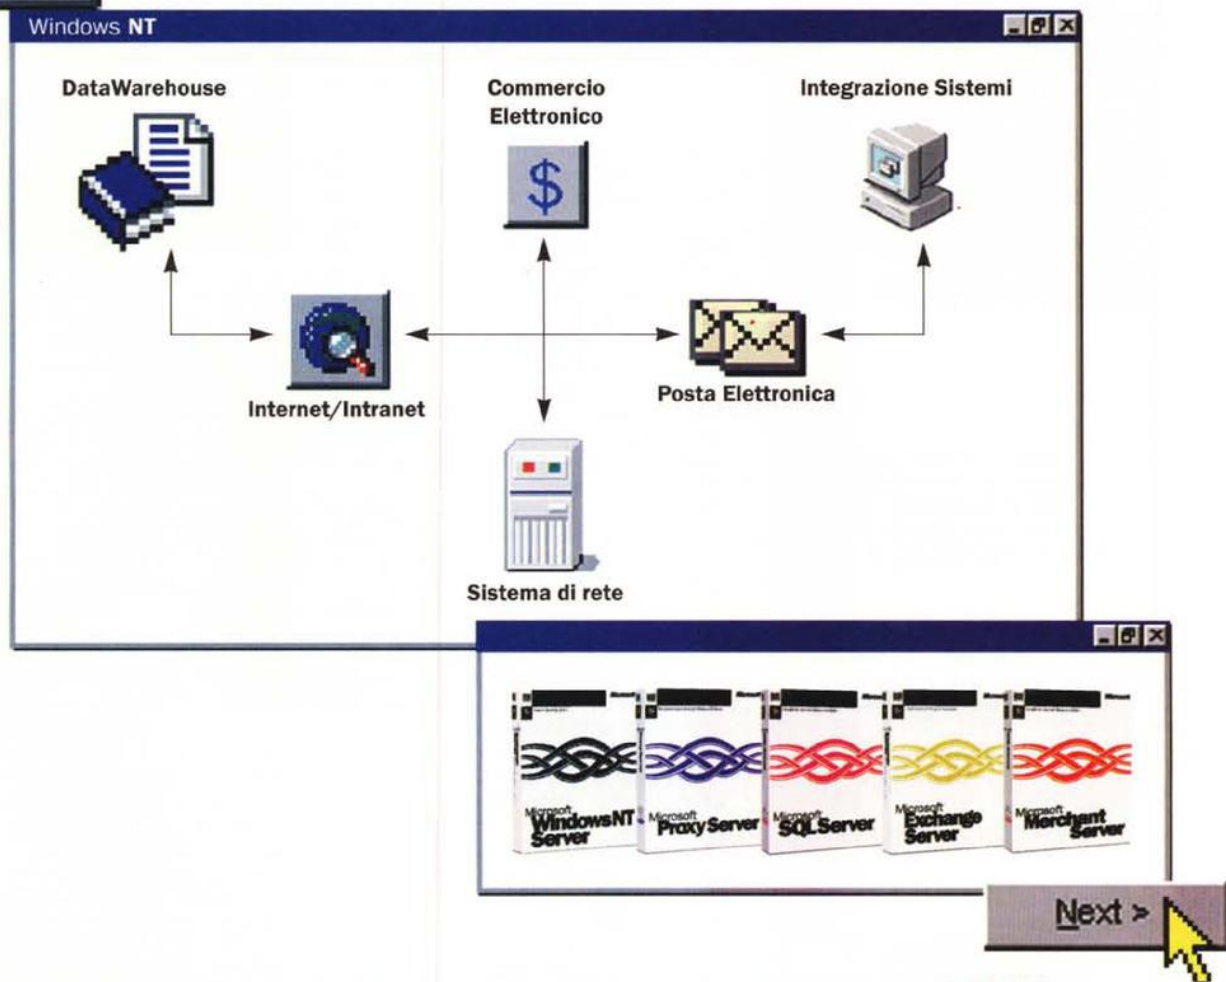 Windows NT
DataWarehouse
Commercio
Elettronico
Integrazione Sistemi
$
Internet/Intranet
Posta Elettronica
Sistema di rete
Microsoft
Windows NT
Server
Microsoft
Proxy Server
Microsoft
SQL Server
Microsoft
Exchange
Server
Microsoft
Merchant
Server
Next >